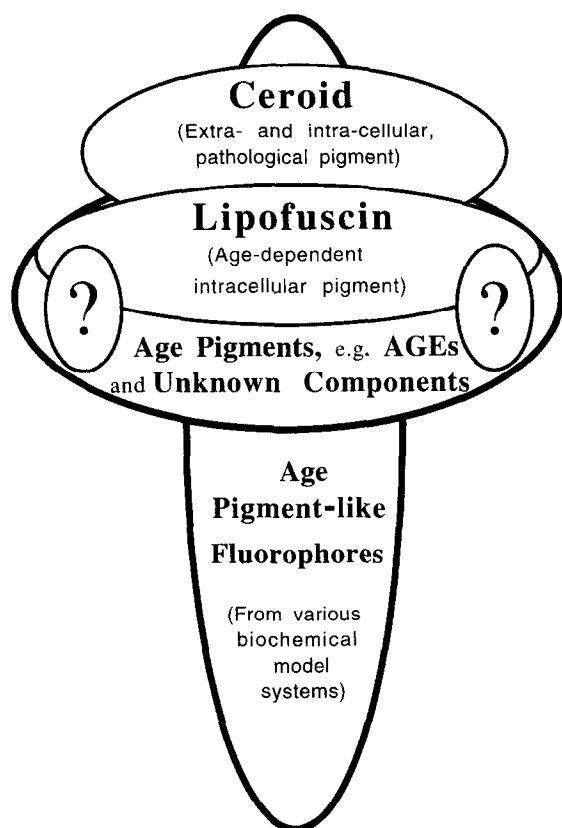 Ceroid
(Extra- and intra-cellular,
pathological pigment)
Lipofuscin
(Age-dependent
intracellular pigment)
?
?
Age Pigments, e.g. AGEs
and Unknown Components
Age
Pigment-like
Fluorophores
(From various
biochemical
model
systems)